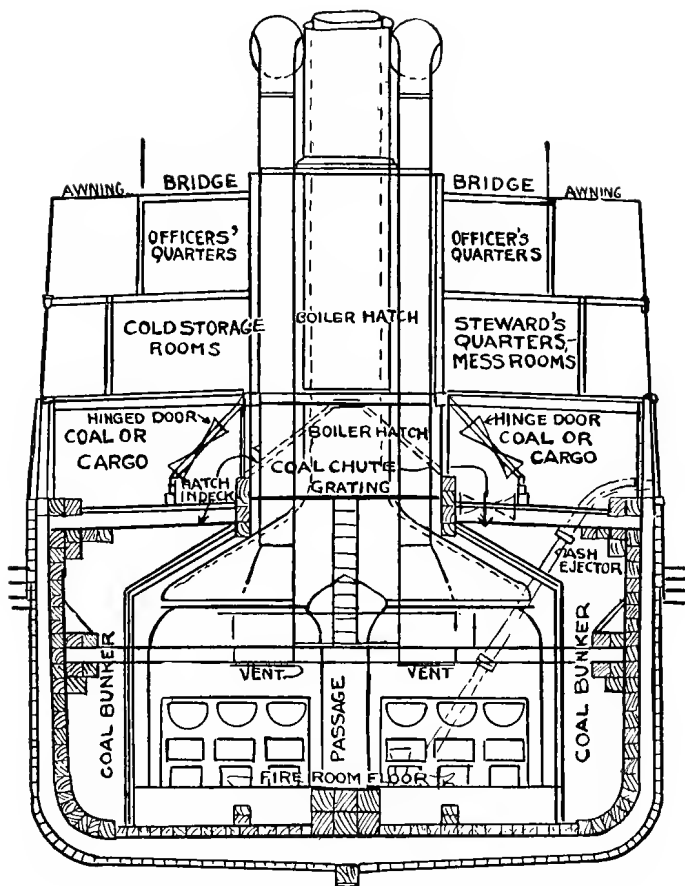 AWNING
BRIDGE
BRIDGE
AWNING
OFFICERS'
QUARTERS
OFFICER'S
QUARTERS
COLD STORAGE
ROOMS
BOILER HATCH
STEWARD'S
QUARTERS,
MESS ROOMS
HINGED DOOR
COAL OR
CARGO
BOILER HATCH
HINGE DOOR
COAL OR
CARGO
HATCH
IN DECK
COAL CHUTE
GRATING
ASH
EJECTOR
COAL BUNKER
VENT
PASSAGE
VENT
COAL BUNKER
FIRE ROOM FLOOR